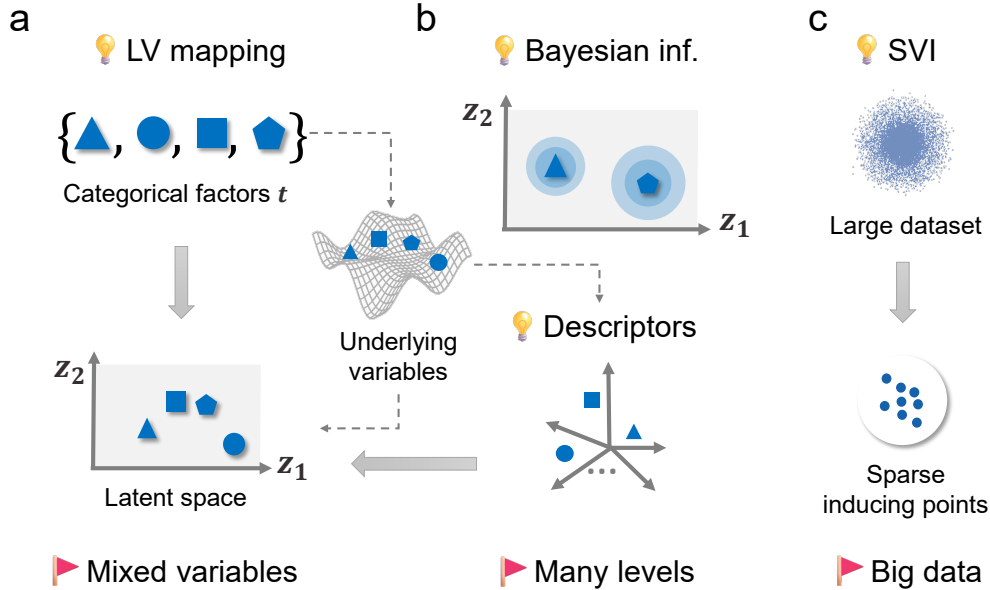 a
LV mapping
{ , , , }
Categorical factors t
Underlying
variables
z₂
z₁
Latent space
Mixed variables
b
Bayesian inf.
z₂
z₁
Descriptors
...
Many levels
c
SVI
Large dataset
Sparse
inducing points
Big data